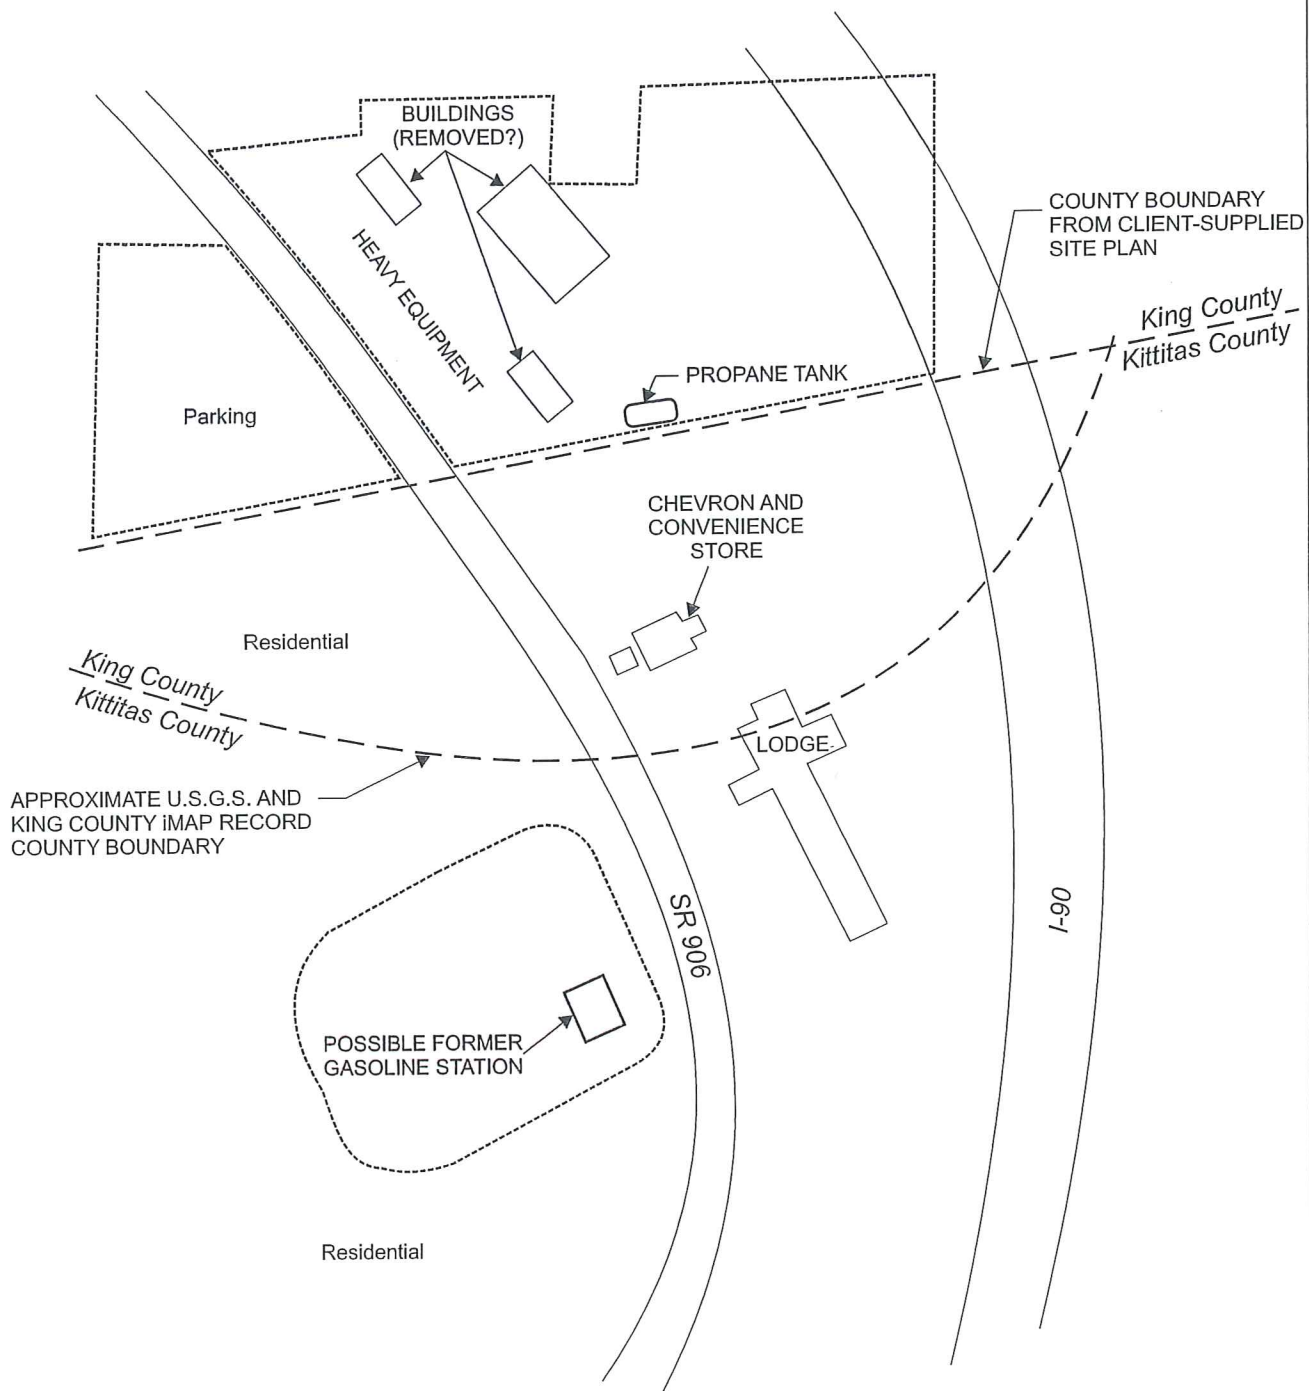 BUILDINGS
(REMOVED?)
HEAVY EQUIPMENT
COUNTY BOUNDARY
FROM CLIENT-SUPPLIED
SITE PLAN
King County
Kittitas County
PROPANE TANK
Parking
CHEVRON AND
CONVENIENCE
STORE
Residential
King County
Kittitas County
LODGE
APPROXIMATE U.S.G.S. AND
KING COUNTY iMAP RECORD
COUNTY BOUNDARY
SR 906
I-90
POSSIBLE FORMER
GASOLINE STATION
Residential